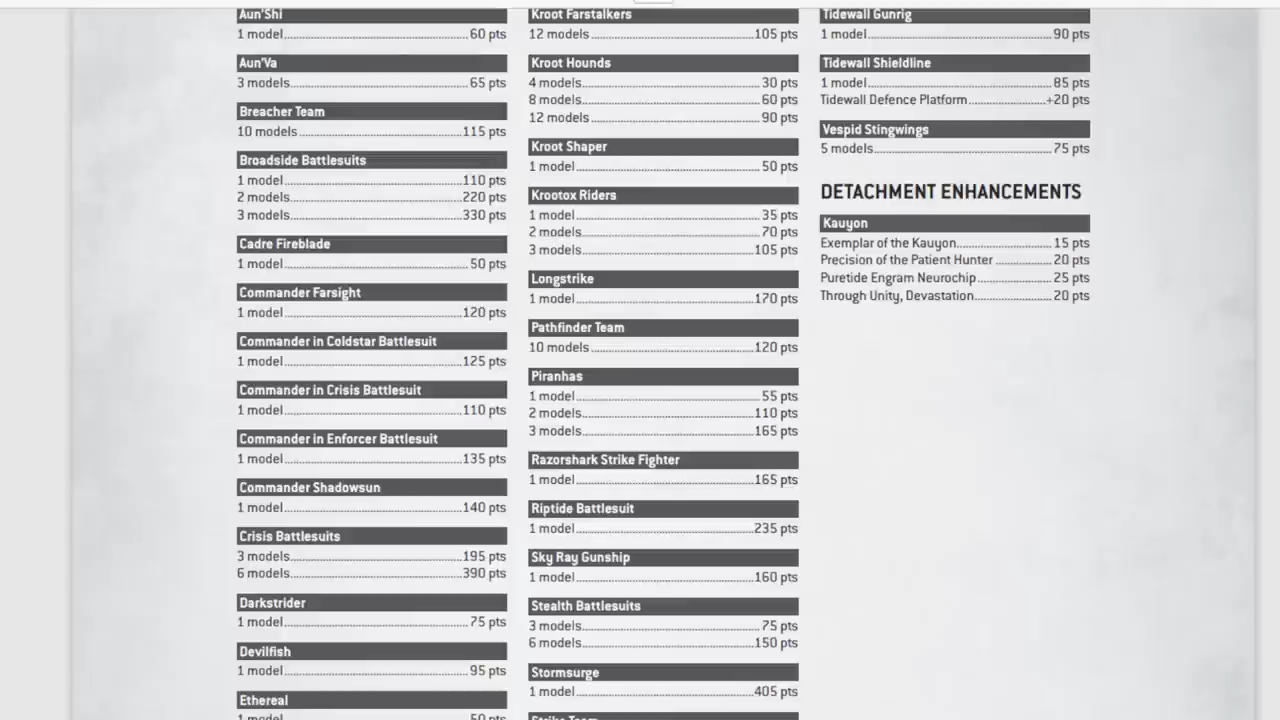 Aun'Shi
1 model 60 pts
Aun'Va
3 models 65 pts
Breacher Team
10 models 115 pts
Broadside Battlesuits
1 model 110 pts
2 models 220 pts
3 models 330 pts
Cadre Fireblade
1 model 50 pts
Commander Farsight
1 model 120 pts
Commander in Coldstar Battlesuit
1 model 125 pts
Commander in Crisis Battlesuit
1 model 110 pts
Commander in Enforcer Battlesuit
1 model 135 pts
Commander Shadowsun
1 model 140 pts
Crisis Battlesuits
3 models 195 pts
6 models 390 pts
Darkstrider
1 model 75 pts
Devilfish
1 model 95 pts
Ethereal
1 model 50 pts
Kroot Farstalkers
12 models 105 pts
Kroot Hounds
4 models 30 pts
8 models 60 pts
12 models 90 pts
Kroot Shaper
1 model 50 pts
Krootox Riders
1 model 35 pts
2 models 70 pts
3 models 105 pts
Longstrike
1 model 170 pts
Pathfinder Team
10 models 120 pts
Piranhas
1 model 55 pts
2 models 110 pts
3 models 165 pts
Razorshark Strike Fighter
1 model 165 pts
Riptide Battlesuit
1 model 235 pts
Sky Ray Gunship
1 model 160 pts
Stealth Battlesuits
3 models 75 pts
6 models 150 pts
Stormsurge
1 model 405 pts
Strike Team
Tidewall Gunrig
1 model 90 pts
Tidewall Shieldline
1 model 85 pts
Tidewall Defence Platform +20 pts
Vespid Stingwings
5 models 75 pts
DETACHMENT ENHANCEMENTS
Kauyon
Exemplar of the Kauyon 15 pts
Precision of the Patient Hunter 20 pts
Puretide Engram Neurochip 25 pts
Through Unity, Devastation 20 pts